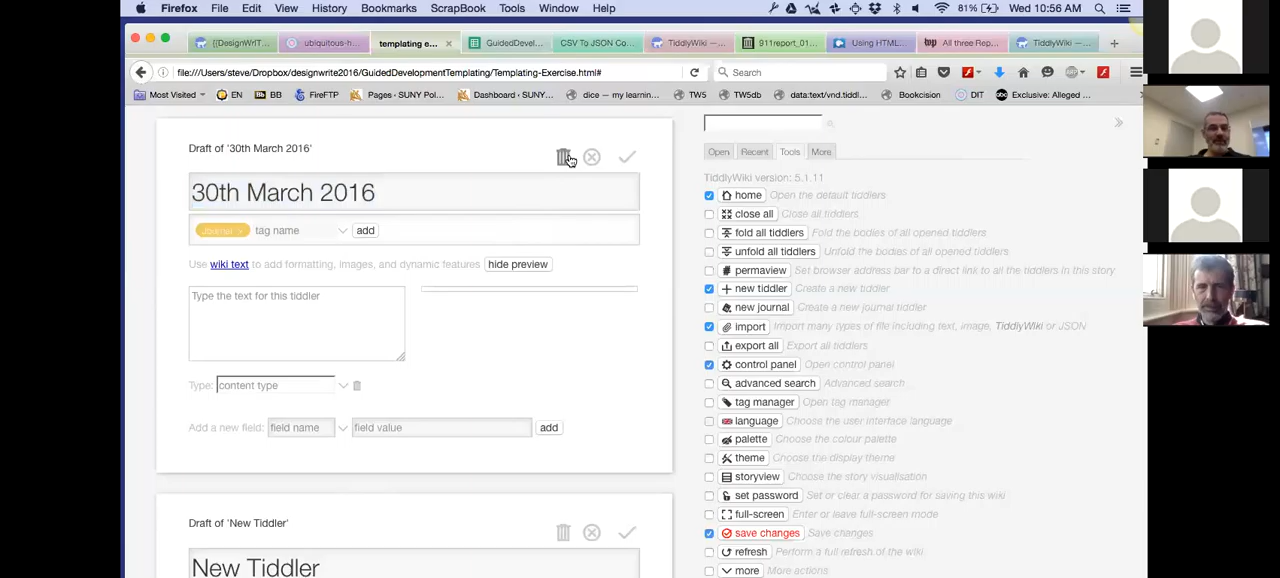 Firefox File Edit View History Bookmarks ScrapBook Tools Window Help 81% Wed 10:56 AM
{{DesignWrIT... ubiquitous-h... templating e... × GuidedDevel... CSV To JSON Co... TiddlyWiki —... 911report_01... Using HTML... All three Rep... TiddlyWiki —... +
file:///Users/steve/Dropbox/designwrite2016/GuidedDevelopmentTemplating/Templating-Exercise.html# Search
Most Visited EN BB FireFTP Pages · SUNY Pol... Dashboard · SUNY... dice — my learnin... TW5 TW5db data:text/vnd.tiddl... Bookcision DIT Exclusive: Alleged ...
Draft of '30th March 2016'
30th March 2016
Journal × tag name add
Use wiki text to add formatting, images, and dynamic features hide preview
Type the text for this tiddler
Type: content type
Add a new field: field name field value add
Draft of 'New Tiddler'
New Tiddler
Open Recent Tools More
TiddlyWiki version: 5.1.11
home Open the default tiddlers
close all Close all tiddlers
fold all tiddlers Fold the bodies of all opened tiddlers
unfold all tiddlers Unfold the bodies of all opened tiddlers
permaview Set browser address bar to a direct link to all the tiddlers in this story
new tiddler Create a new tiddler
new journal Create a new journal tiddler
import Import many types of file including text, image, TiddlyWiki or JSON
export all Export all tiddlers
control panel Open control panel
advanced search Advanced search
tag manager Open tag manager
language Choose the user interface language
palette Choose the colour palette
theme Choose the display theme
storyview Choose the story visualisation
set password Set or clear a password for saving this wiki
full-screen Enter or leave full-screen mode
save changes Save changes
refresh Perform a full refresh of the wiki
more More actions